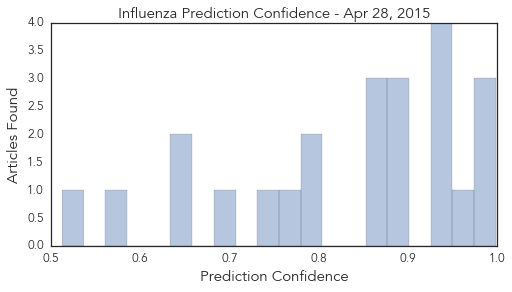 Influenza Prediction Confidence - Apr 28, 2015
4.0
3.5
3.0
2.5
2.0
1.5
1.0
0.5
0.0
Articles Found
0.5 0.6 0.7 0.8 0.9 1.0
Prediction Confidence